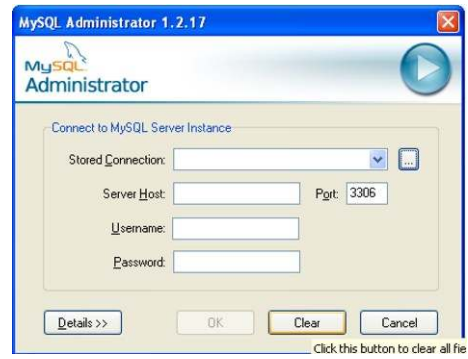 MySQL Administrator 1.2.17
MySQL
Administrator
Connect to MySQL Server Instance
Stored Connection:
...
Server Host:
Port: 3306
Username:
Password:
Details >>
OK
Clear
Cancel
Click this button to clear all fie